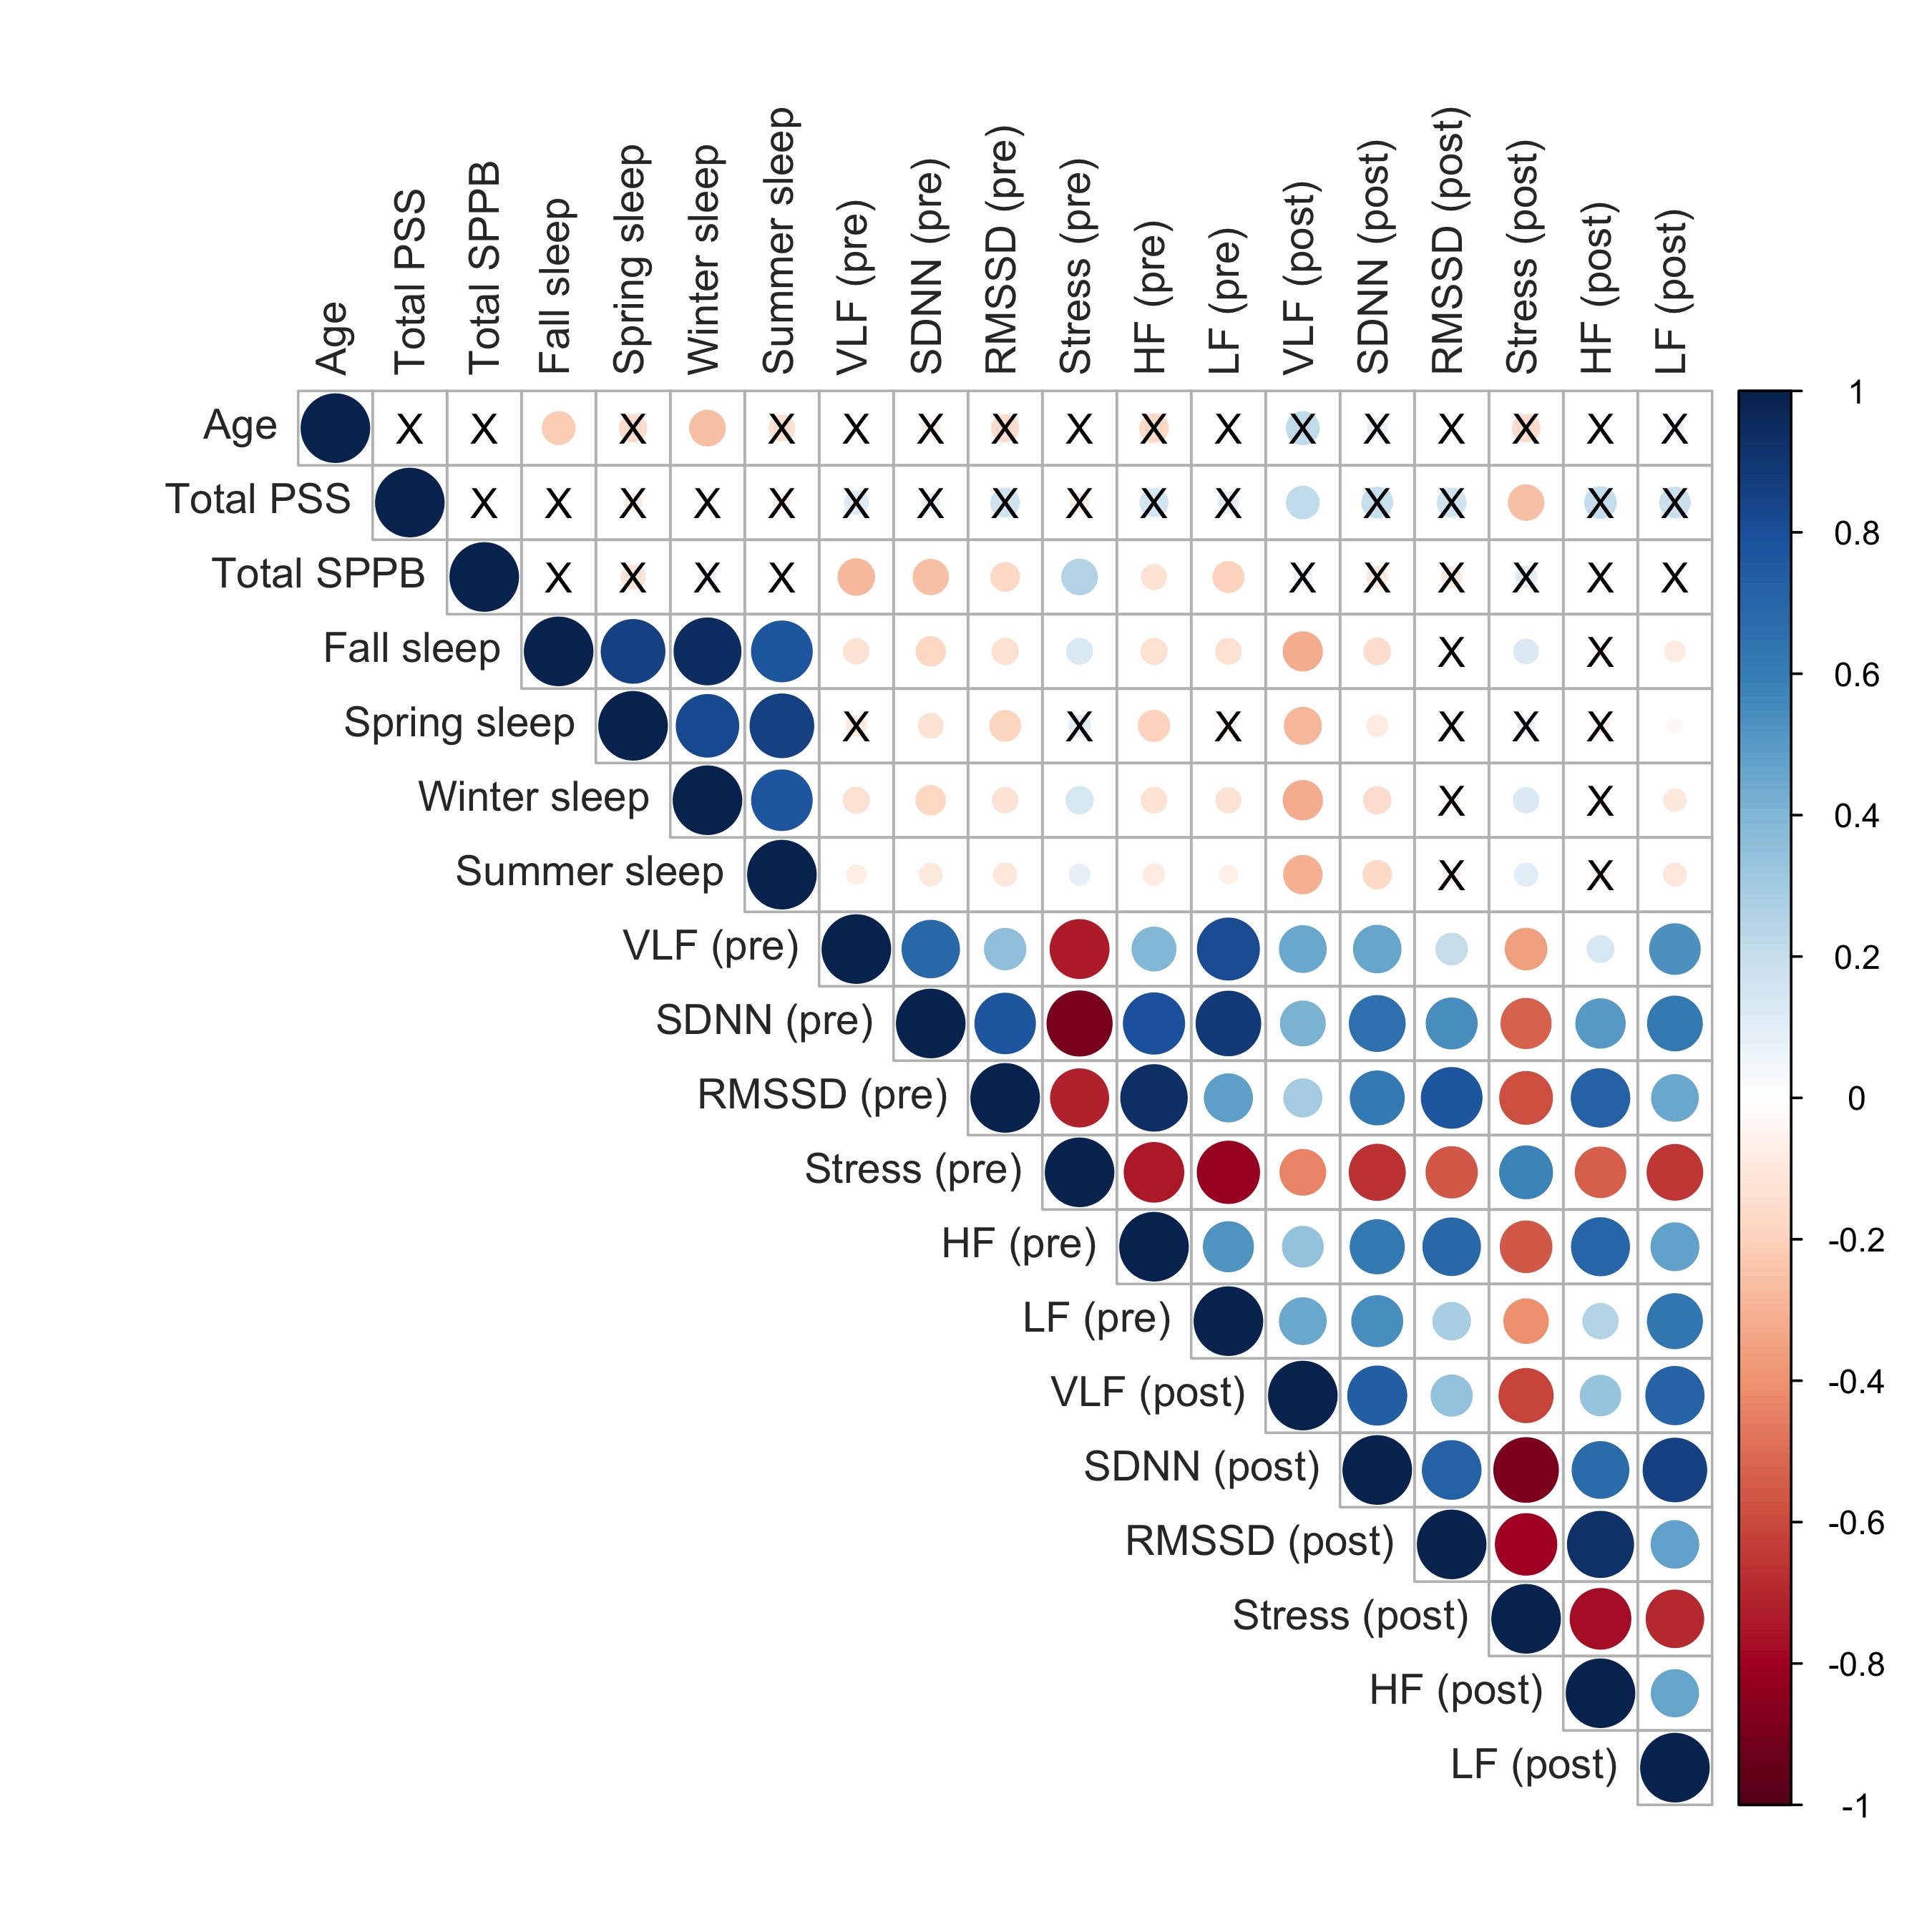 Age
Total PSS
Total SPPB
Fall sleep
Spring sleep
Winter sleep
Summer sleep
VLF (pre)
SDNN (pre)
RMSSD (pre)
Stress (pre)
HF (pre)
LF (pre)
VLF (post)
SDNN (post)
RMSSD (post)
Stress (post)
HF (post)
LF (post)
Age X X X X X X X X X X X X X X X X
Total PSS X X X X X X X X X X X X X X X
Total SPPB X X X X X X X X X X
Fall sleep X X
Spring sleep X X X X X X
Winter sleep X X
Summer sleep X X
VLF (pre)
SDNN (pre)
RMSSD (pre)
Stress (pre)
HF (pre)
LF (pre)
VLF (post)
SDNN (post)
RMSSD (post)
Stress (post)
HF (post)
LF (post)
1
0.8
0.6
0.4
0.2
0
-0.2
-0.4
-0.6
-0.8
-1